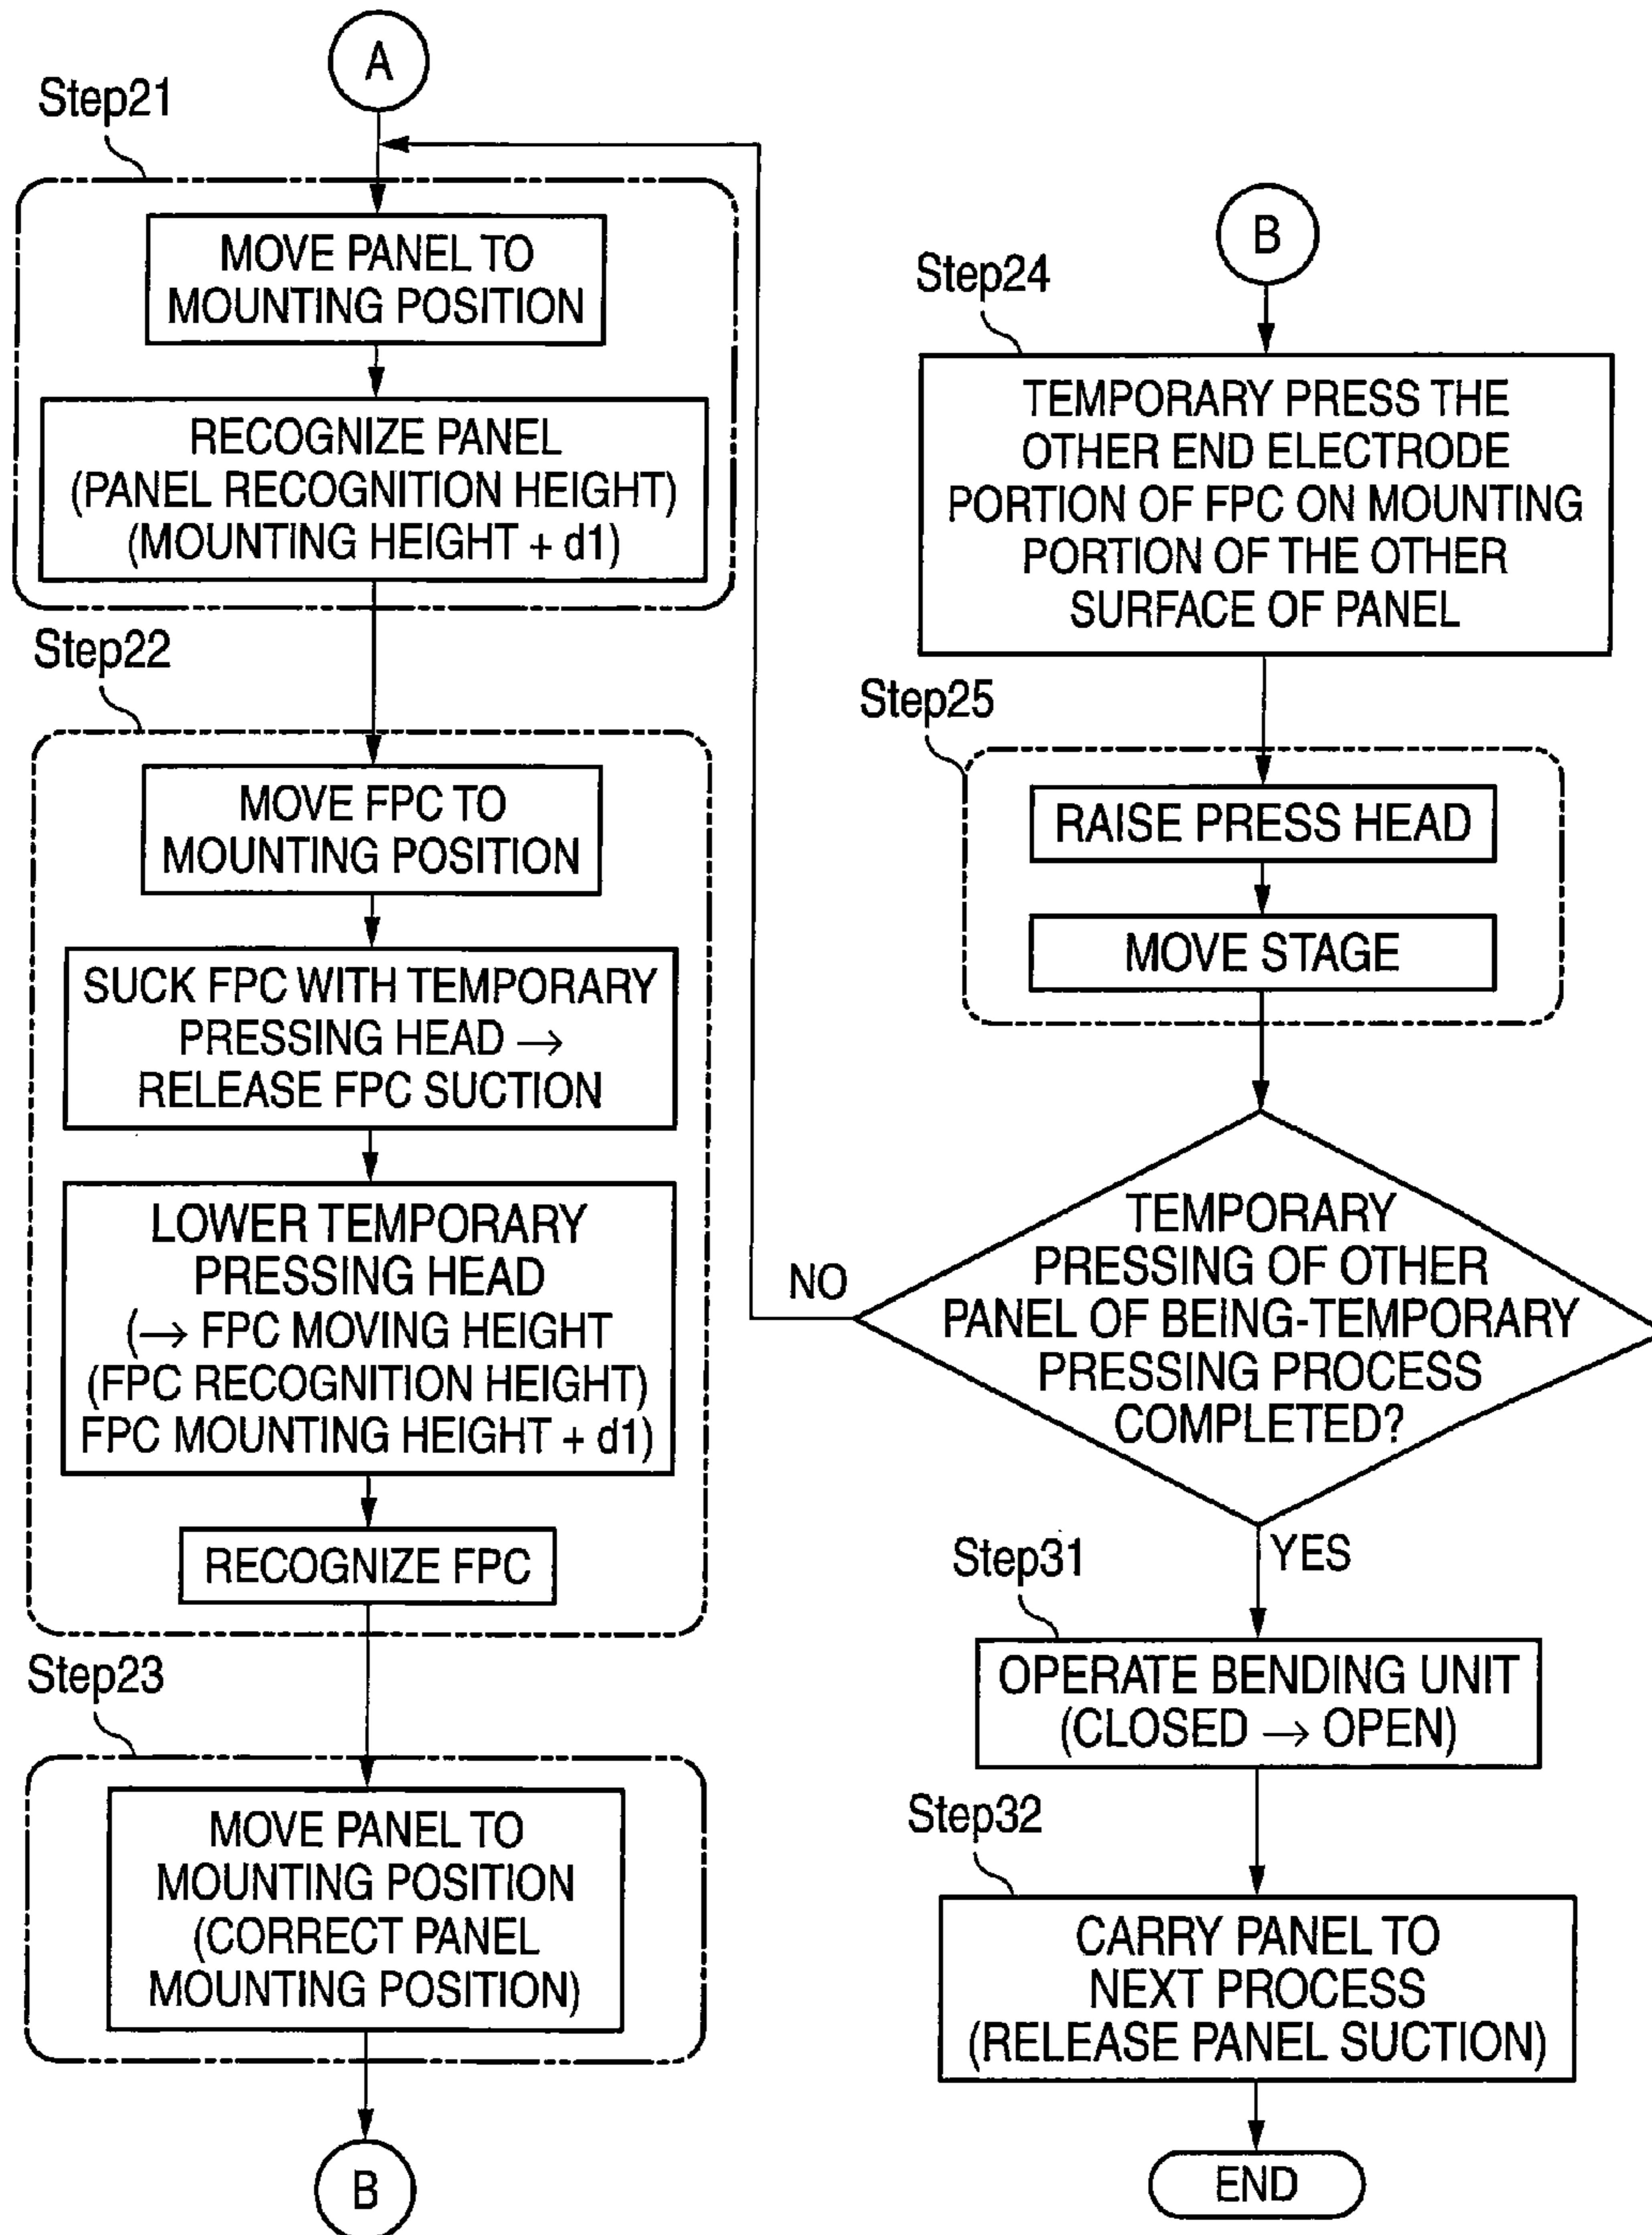 A
Step21
MOVE PANEL TO
MOUNTING POSITION
RECOGNIZE PANEL
(PANEL RECOGNITION HEIGHT)
(MOUNTING HEIGHT + d1)
Step22
MOVE FPC TO
MOUNTING POSITION
SUCK FPC WITH TEMPORARY
PRESSING HEAD →
RELEASE FPC SUCTION
LOWER TEMPORARY
PRESSING HEAD
(→ FPC MOVING HEIGHT
(FPC RECOGNITION HEIGHT)
FPC MOUNTING HEIGHT + d1)
RECOGNIZE FPC
Step23
MOVE PANEL TO
MOUNTING POSITION
(CORRECT PANEL
MOUNTING POSITION)
B
B
Step24
TEMPORARY PRESS THE
OTHER END ELECTRODE
PORTION OF FPC ON MOUNTING
PORTION OF THE OTHER
SURFACE OF PANEL
Step25
RAISE PRESS HEAD
MOVE STAGE
TEMPORARY
PRESSING OF OTHER
PANEL OF BEING-TEMPORARY
PRESSING PROCESS
COMPLETED?
NO
YES
Step31
OPERATE BENDING UNIT
(CLOSED → OPEN)
Step32
CARRY PANEL TO
NEXT PROCESS
(RELEASE PANEL SUCTION)
END